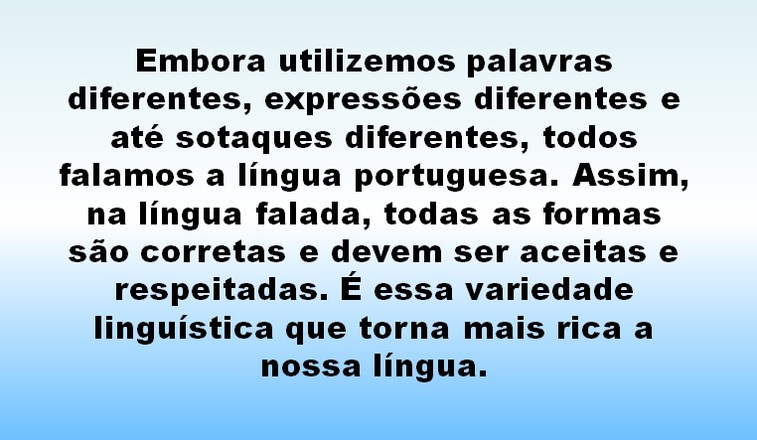 Embora utilizemos palavras
diferentes, expressões diferentes e
até sotaques diferentes, todos
falamos a língua portuguesa. Assim,
na língua falada, todas as formas
são corretas e devem ser aceitas e
respeitadas. É essa variedade
linguística que torna mais rica a
nossa língua.